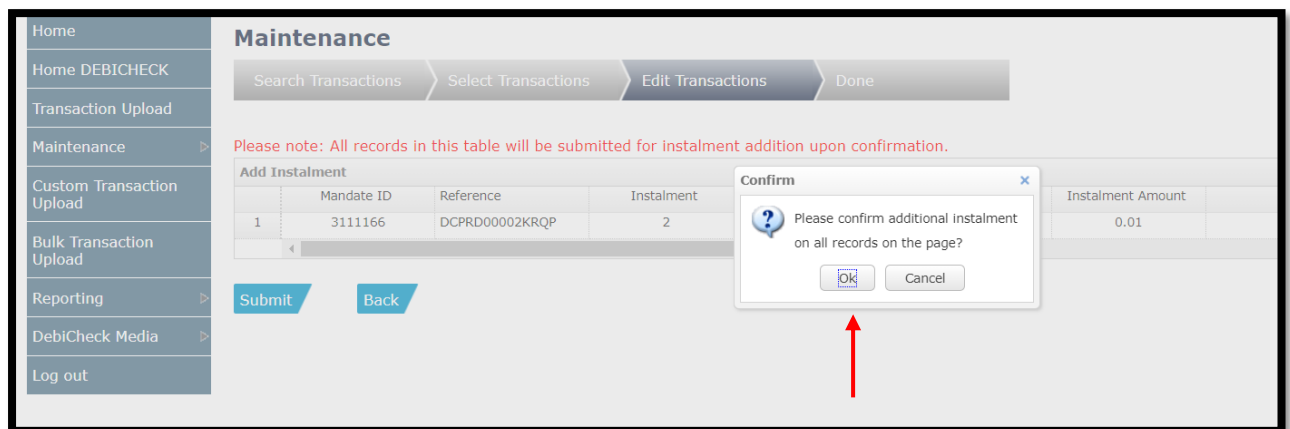 Home
Home DEBICHECK
Transaction Upload
Maintenance
Custom Transaction
Upload
Bulk Transaction
Upload
Reporting
DebiCheck Media
Log out
Maintenance
Search Transactions Select Transactions Edit Transactions Done
Please note: All records in this table will be submitted for instalment addition upon confirmation.
Add Instalment
Mandate ID Reference Instalment Instalment Amount
1 3111166 DCPRD00002KRQP 2 0.01
Submit Back
Confirm ×
Please confirm additional instalment
on all records on the page?
Ok Cancel